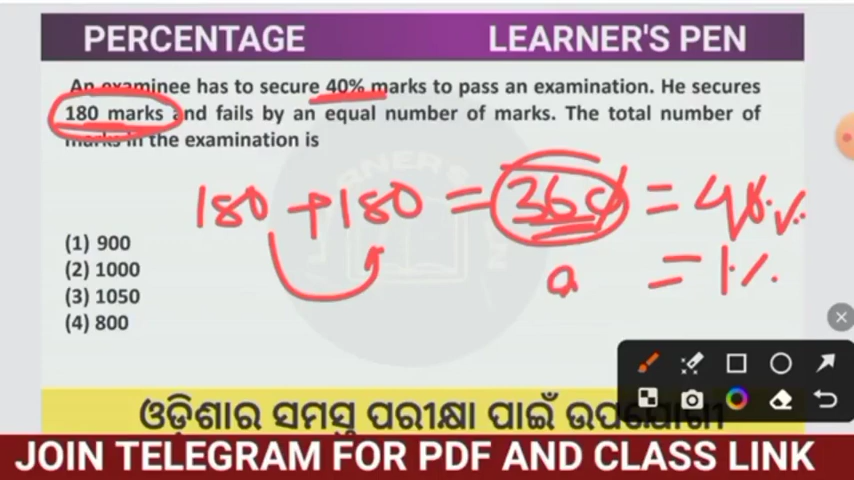 PERCENTAGE LEARNER'S PEN
An examinee has to secure 40% marks to pass an examination. He secures
180 marks and fails by an equal number of marks. The total number of
marks in the examination is
180 + 180 = 360 = 40%
= 1%
(1) 900
(2) 1000
(3) 1050
(4) 800
ଓଡ଼ିଶାର ସମସ୍ତ ପରୀକ୍ଷା ପାଇଁ ଉପଯୋଗୀ
JOIN TELEGRAM FOR PDF AND CLASS LINK